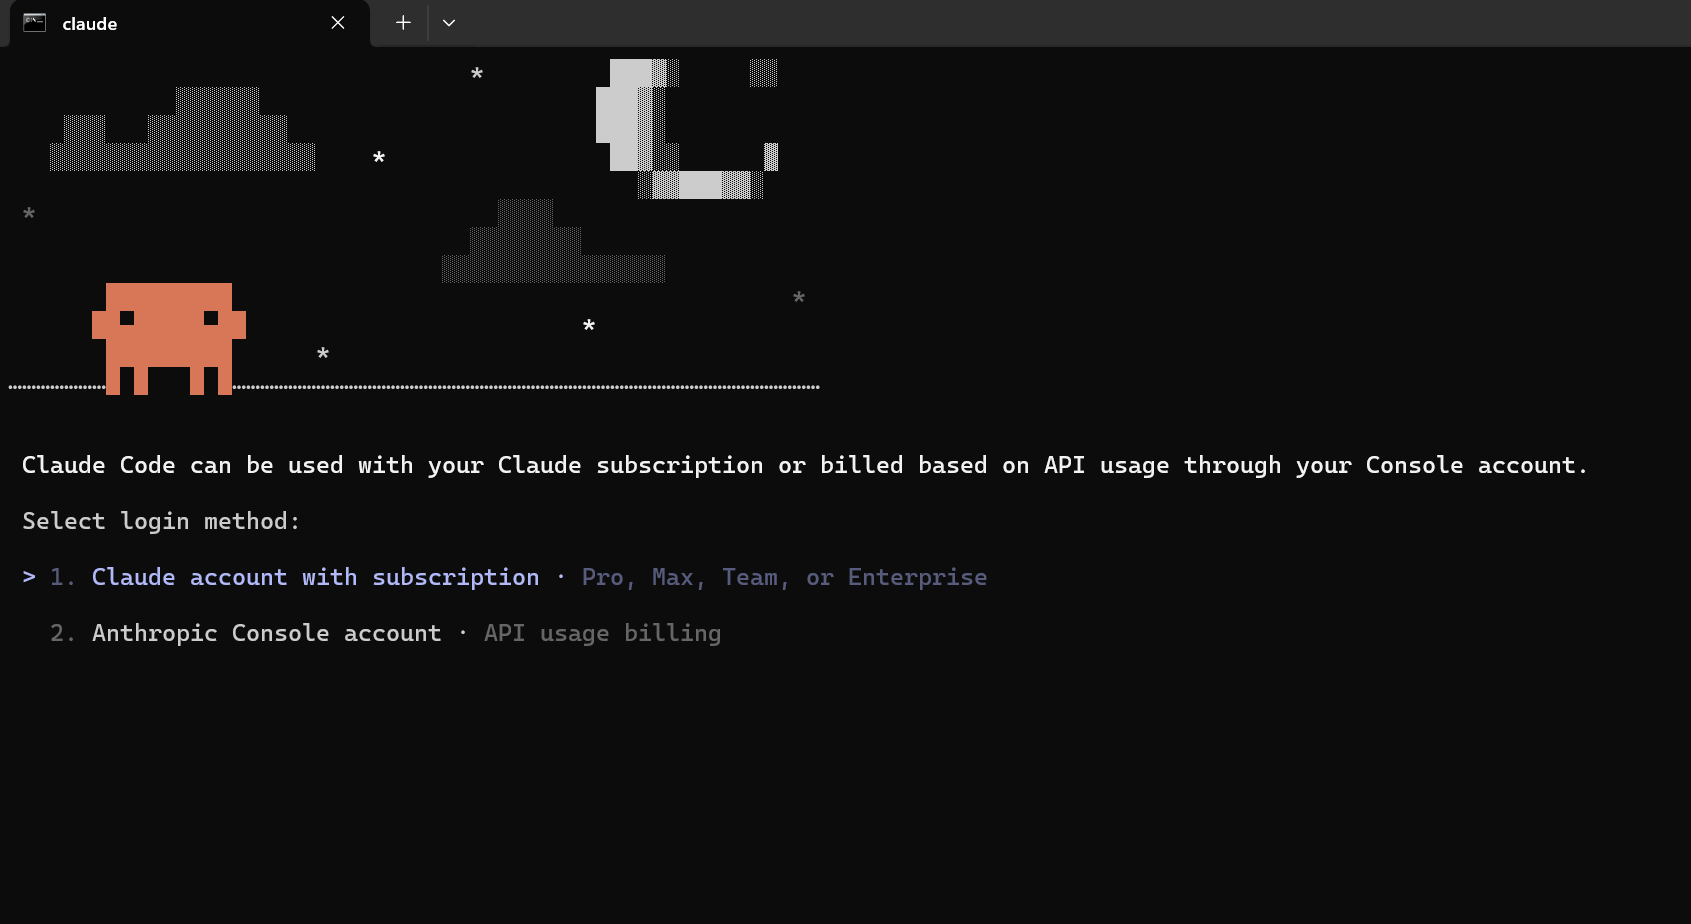 claude
Claude Code can be used with your Claude subscription or billed based on API usage through your Console account.
Select login method:
> 1. Claude account with subscription · Pro, Max, Team, or Enterprise
2. Anthropic Console account · API usage billing